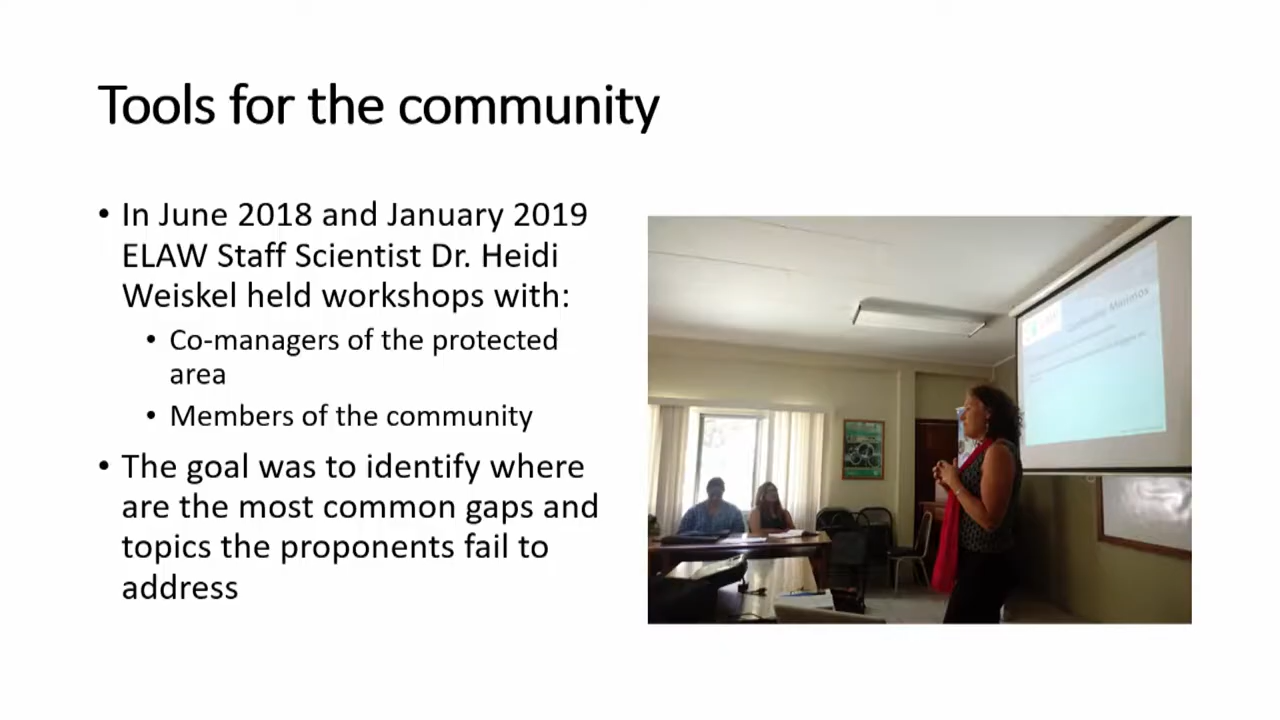 Tools for the community
• In June 2018 and January 2019
ELAW Staff Scientist Dr. Heidi
Weiskel held workshops with:
• Co-managers of the protected
area
• Members of the community
• The goal was to identify where
are the most common gaps and
topics the proponents fail to
address